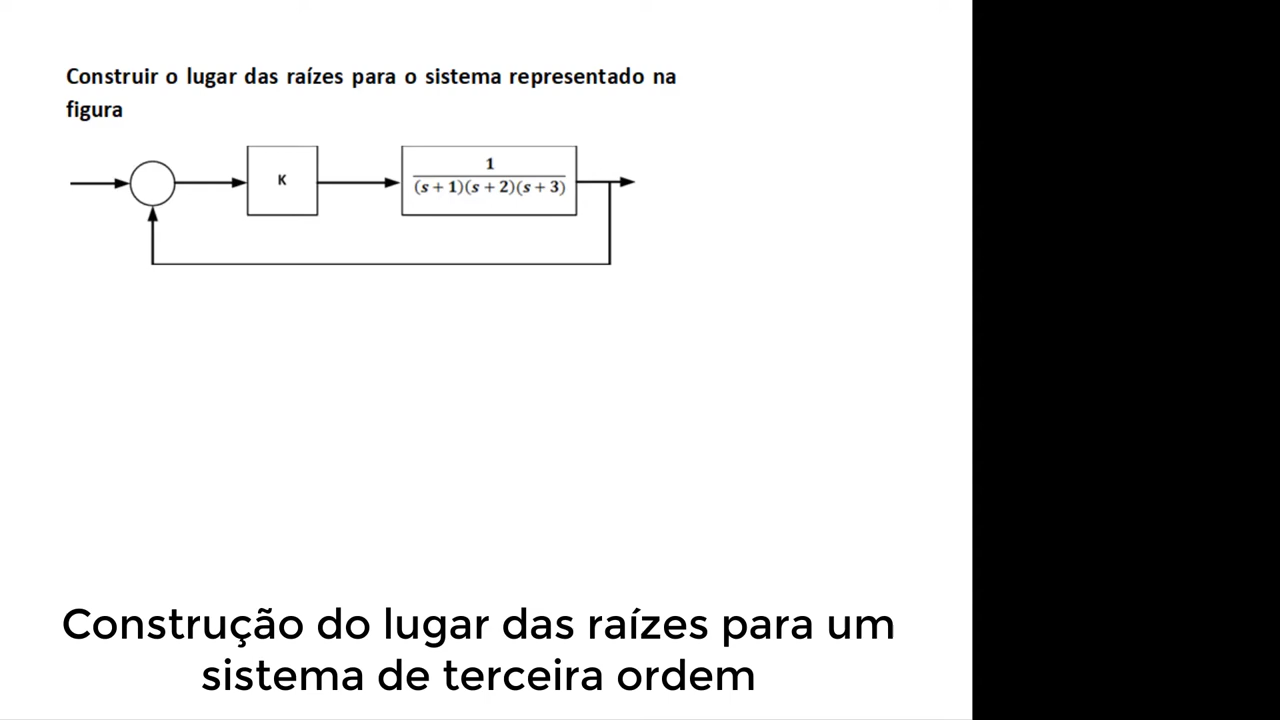 Construir o lugar das raízes para o sistema representado na
figura
K
1
(s + 1)(s + 2)(s + 3)
Construção do lugar das raízes para um
sistema de terceira ordem